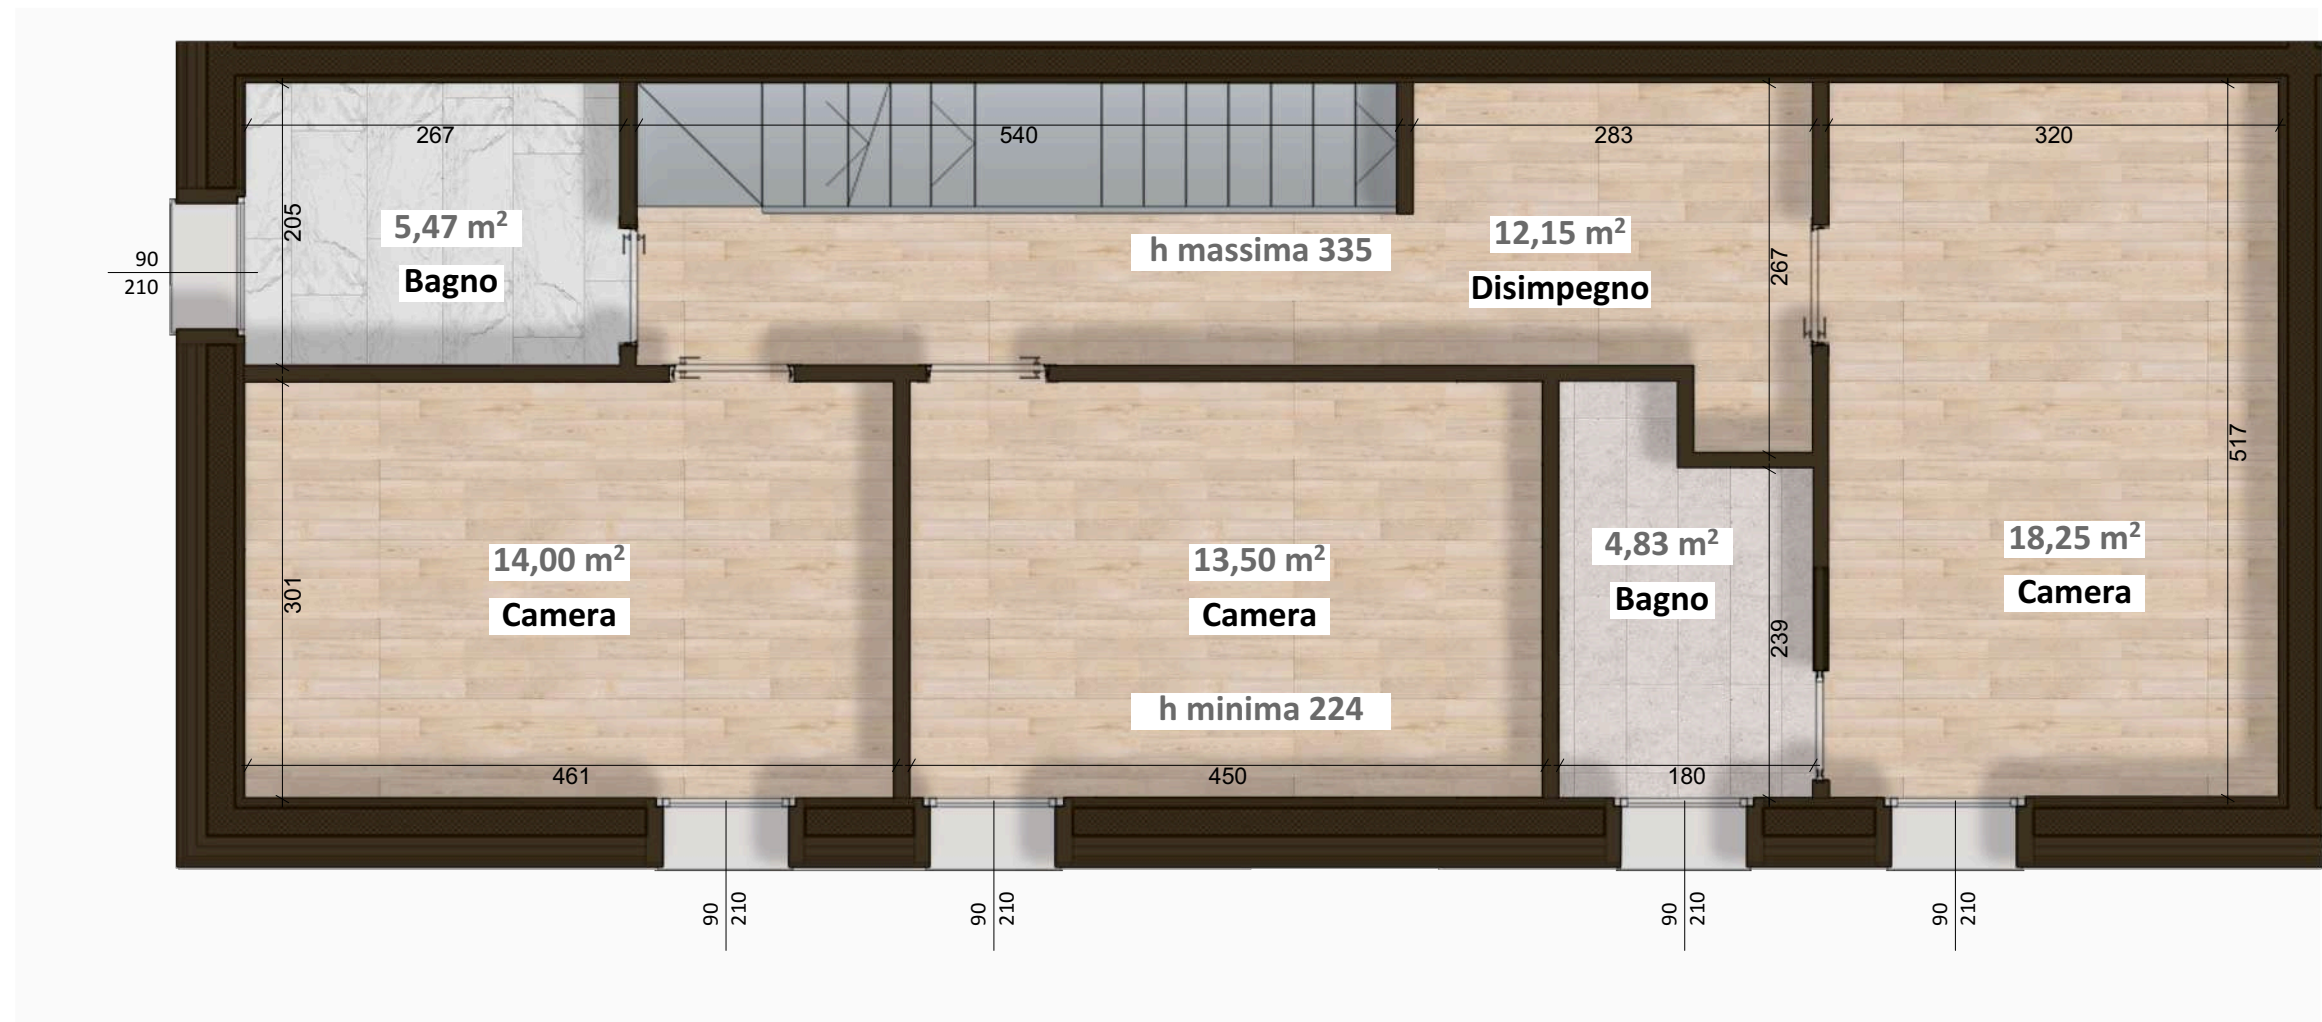 267
540
283
320
205
5,47 m²
Bagno
h massima 335
12,15 m²
Disimpegno
267
90
210
517
14,00 m²
Camera
301
13,50 m²
Camera
h minima 224
4,83 m²
Bagno
239
18,25 m²
Camera
461
450
180
90
210
90
210
90
210
90
210